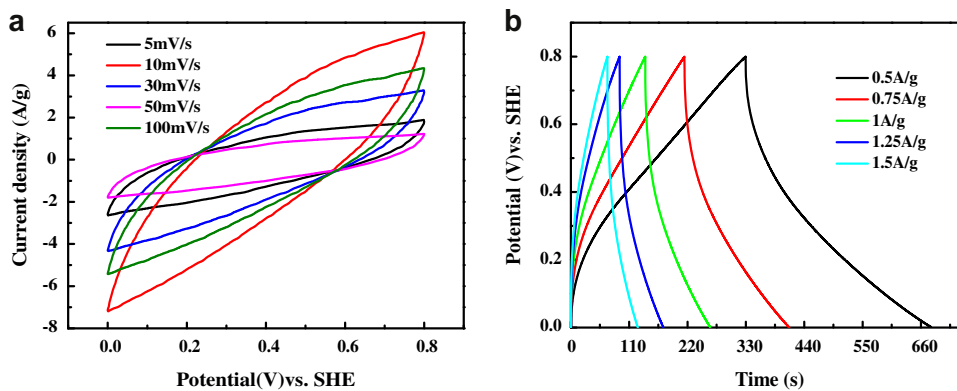 a
Current density (A/g)
6
4
2
0
-2
-4
-6
-8
5mV/s
10mV/s
30mV/s
50mV/s
100mV/s
0.0 0.2 0.4 0.6 0.8
Potential(V)vs. SHE
b
Potential (V)vs. SHE
0.8
0.6
0.4
0.2
0.0
0.5A/g
0.75A/g
1A/g
1.25A/g
1.5A/g
0 110 220 330 440 550 660
Time (s)